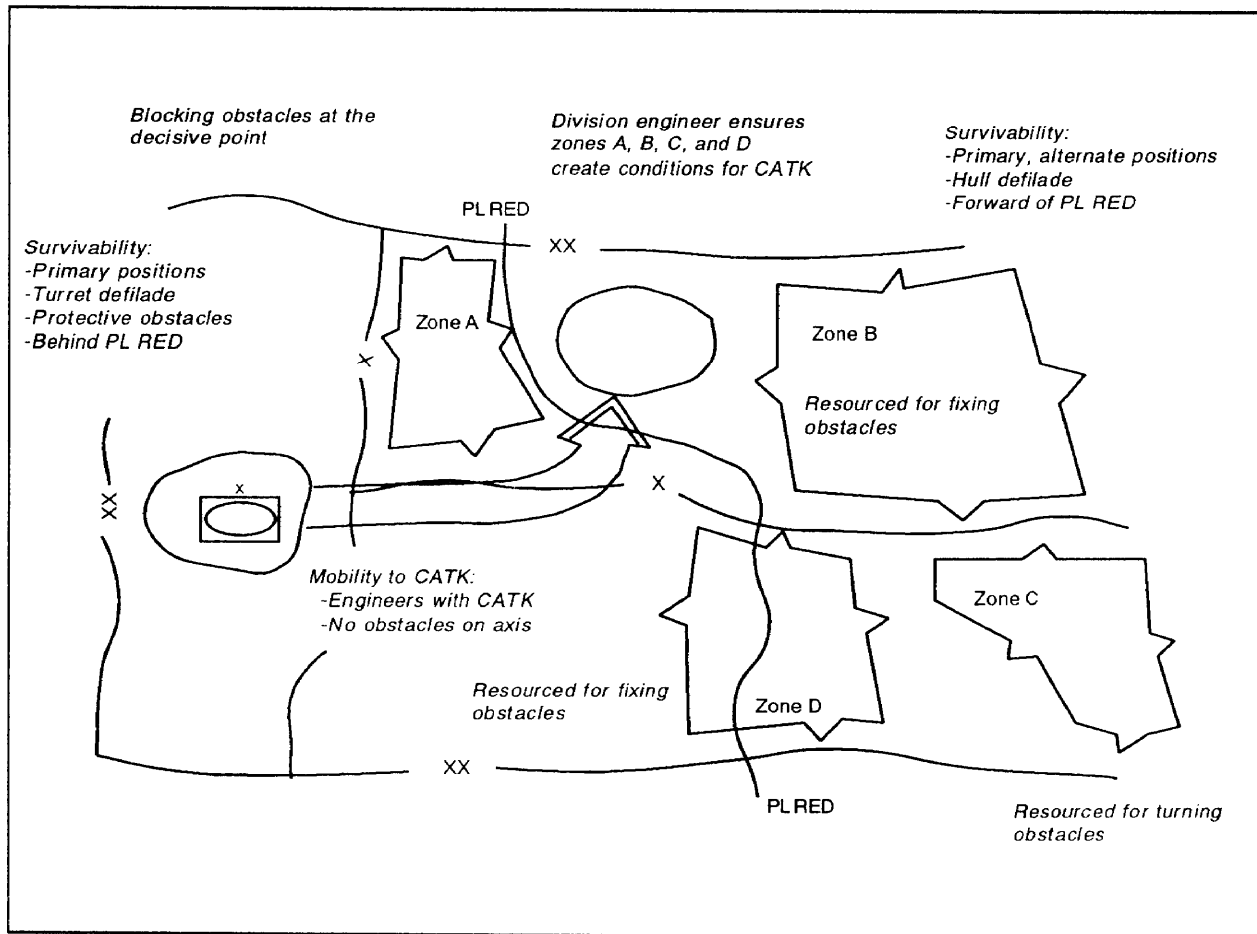 Blocking obstacles at the
decisive point
Division engineer ensures
zones A, B, C, and D
create conditions for CATK
Survivability:
-Primary, alternate positions
-Hull defilade
-Forward of PL RED
PL RED
XX
Survivability:
-Primary positions
-Turret defilade
-Protective obstacles
-Behind PL RED
Zone A
X
Zone B
Resourced for fixing
obstacles
XX
x
X
Mobility to CATK:
-Engineers with CATK
-No obstacles on axis
Zone C
Resourced for fixing
obstacles
Zone D
XX
PL RED
Resourced for turning
obstacles